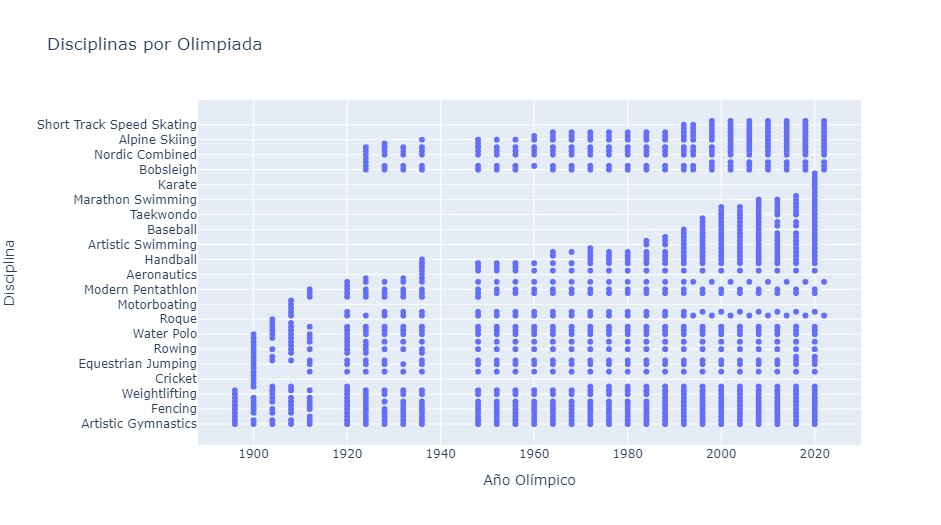 Disciplinas por Olimpiada
Disciplina
Short Track Speed Skating
Alpine Skiing
Nordic Combined
Bobsleigh
Karate
Marathon Swimming
Taekwondo
Baseball
Artistic Swimming
Handball
Aeronautics
Modern Pentathlon
Motorboating
Roque
Water Polo
Rowing
Equestrian Jumping
Cricket
Weightlifting
Fencing
Artistic Gymnastics
1900 1920 1940 1960 1980 2000 2020
Año Olímpico